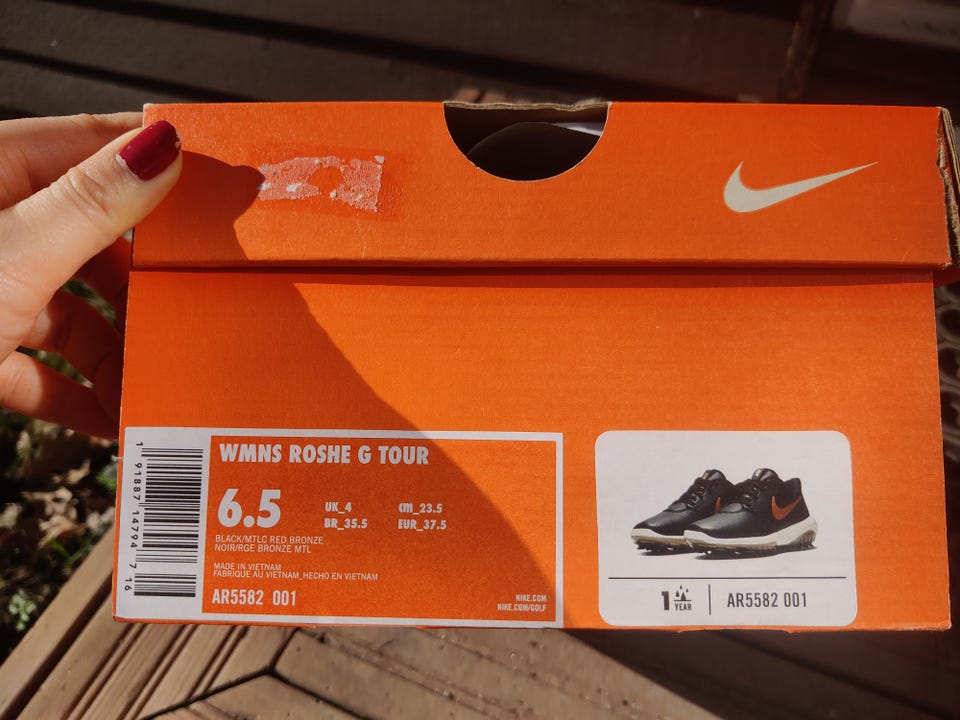 1 91887 14794 7 16
WMNS ROSHE G TOUR
6.5
UK_4
cm_23.5
BR_35.5
EUR_37.5
BLACK/MTLC RED BRONZE
NOIR/RGE BRONZE MTL
MADE IN VIETNAM
FABRIQUE AU VIETNAM_HECHO EN VIETNAM
AR5582 001
NIKE.COM
NIKE.COM/GOLF
1 YEAR
AR5582 001